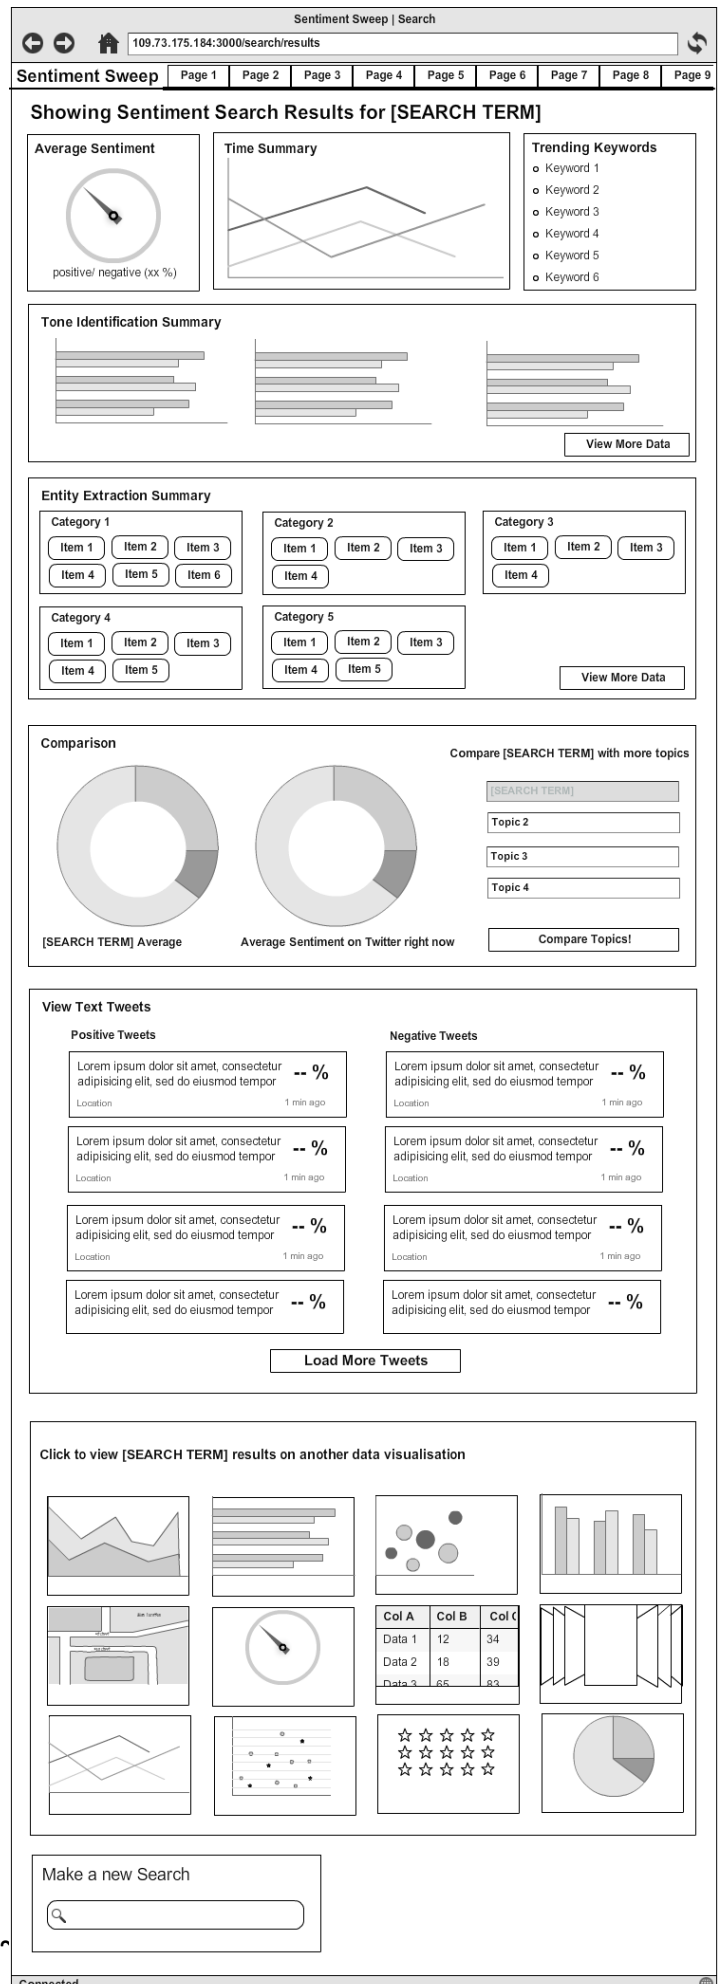 Sentiment Sweep | Search
109.73.175.184:3000/search/results
Sentiment Sweep Page 1 Page 2 Page 3 Page 4 Page 5 Page 6 Page 7 Page 8 Page 9
Showing Sentiment Search Results for [SEARCH TERM]
Average Sentiment
positive/ negative (xx %)
Time Summary
Trending Keywords
Keyword 1
Keyword 2
Keyword 3
Keyword 4
Keyword 5
Keyword 6
Tone Identification Summary
View More Data
Entity Extraction Summary
Category 1
Item 1 Item 2 Item 3
Item 4 Item 5 Item 6
Category 2
Item 1 Item 2 Item 3
Item 4
Category 3
Item 1 Item 2 Item 3
Item 4
Category 4
Item 1 Item 2 Item 3
Item 4 Item 5
Category 5
Item 1 Item 2 Item 3
Item 4 Item 5
View More Data
Comparison
[SEARCH TERM] Average
Average Sentiment on Twitter right now
Compare [SEARCH TERM] with more topics
[SEARCH TERM]
Topic 2
Topic 3
Topic 4
Compare Topics!
View Text Tweets
Positive Tweets
Lorem ipsum dolor sit amet, consectetur
adipisicing elit, sed do eiusmod tempor
-- %
Location 1 min ago
Lorem ipsum dolor sit amet, consectetur
adipisicing elit, sed do eiusmod tempor
-- %
Location 1 min ago
Lorem ipsum dolor sit amet, consectetur
adipisicing elit, sed do eiusmod tempor
-- %
Location 1 min ago
Lorem ipsum dolor sit amet, consectetur
adipisicing elit, sed do eiusmod tempor
-- %
Negative Tweets
Lorem ipsum dolor sit amet, consectetur
adipisicing elit, sed do eiusmod tempor
-- %
Location 1 min ago
Lorem ipsum dolor sit amet, consectetur
adipisicing elit, sed do eiusmod tempor
-- %
Location 1 min ago
Lorem ipsum dolor sit amet, consectetur
adipisicing elit, sed do eiusmod tempor
-- %
Location 1 min ago
Lorem ipsum dolor sit amet, consectetur
adipisicing elit, sed do eiusmod tempor
-- %
Load More Tweets
Click to view [SEARCH TERM] results on another data visualisation
Col A Col B Col
Data 1 12 34
Data 2 18 39
Data 3 65 83
Make a new Search
Connected